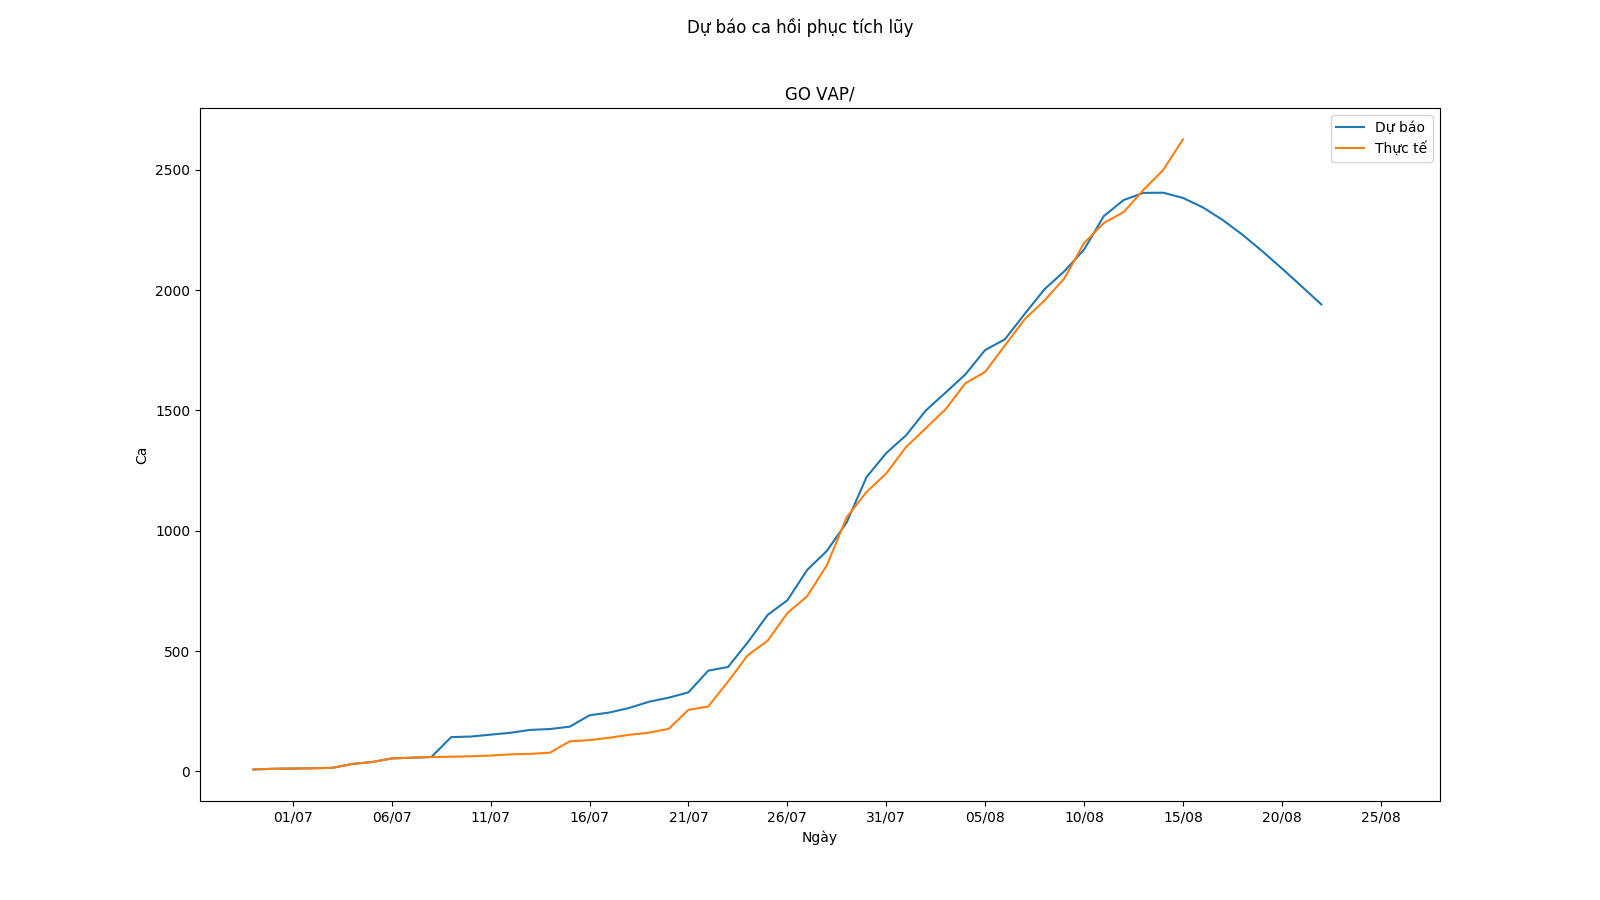 Dự báo ca hồi phục tích lũy
GO VAP/
Dự báo
Thực tế
2500
2000
1500
1000
500
0
Ca
01/07 06/07 11/07 16/07 21/07 26/07 31/07 05/08 10/08 15/08 20/08 25/08
Ngày